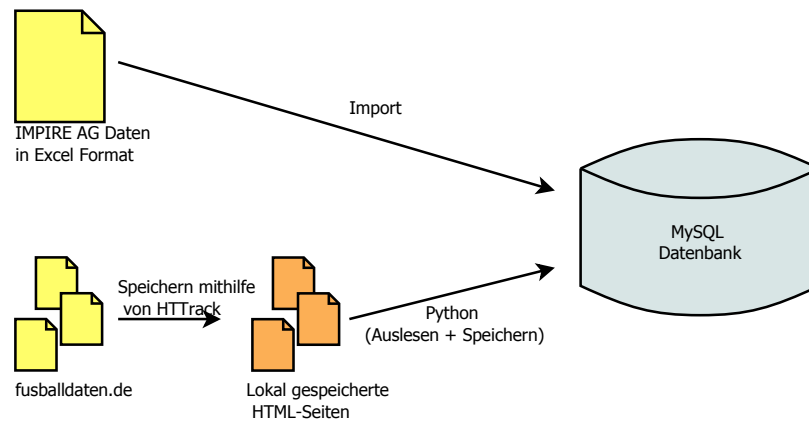 IMPIRE AG Daten
in Excel Format
Import
MySQL
Datenbank
Speichern mithilfe
von HTTrack
Python
(Auslesen + Speichern)
fusballdaten.de
Lokal gespeicherte
HTML-Seiten